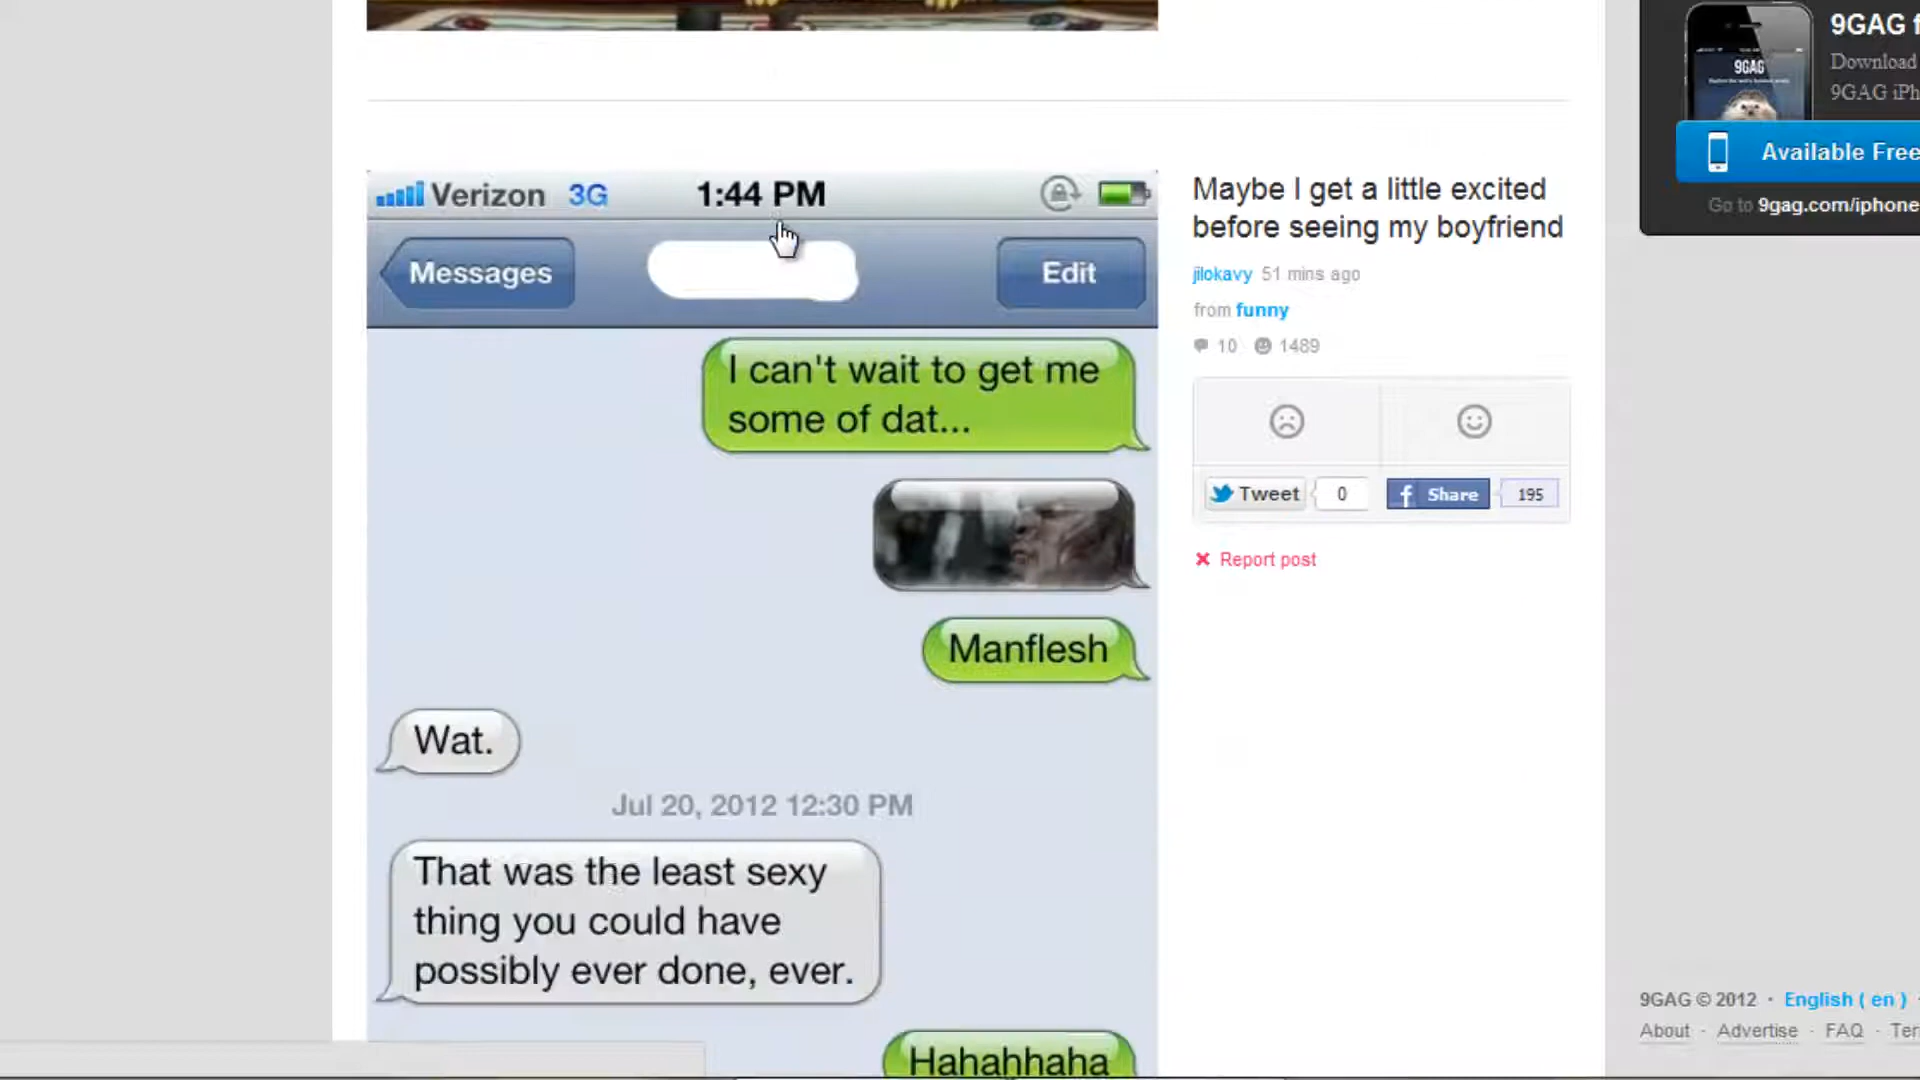 Verizon 3G 1:44 PM
Messages
Edit
I can't wait to get me
some of dat...
Manflesh
Wat.
Jul 20, 2012 12:30 PM
That was the least sexy
thing you could have
possibly ever done, ever.
Hahahhaha
Maybe I get a little excited
before seeing my boyfriend
jilokavy 51 mins ago
from funny
10 1489
Tweet 0 Share 195
Report post
9GAG f
9GAG
Download
9GAG iPh
Available Free
Go to 9gag.com/iphone
9GAG © 2012 · English ( en ) ·
About · Advertise · FAQ · Ter